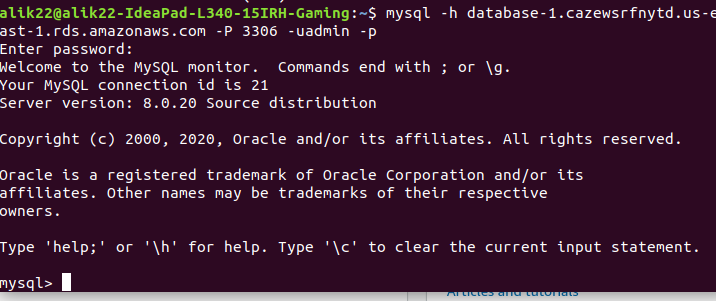 alik22@alik22-IdeaPad-L340-15IRH-Gaming:~$ mysql -h database-1.cazewsrfnytd.us-e
ast-1.rds.amazonaws.com -P 3306 -uadmin -p
Enter password:
Welcome to the MySQL monitor.  Commands end with ; or \g.
Your MySQL connection id is 21
Server version: 8.0.20 Source distribution
Copyright (c) 2000, 2020, Oracle and/or its affiliates. All rights reserved.
Oracle is a registered trademark of Oracle Corporation and/or its
affiliates. Other names may be trademarks of their respective
owners.
Type 'help;' or '\h' for help. Type '\c' to clear the current input statement.
mysql>
Articles and tutorials